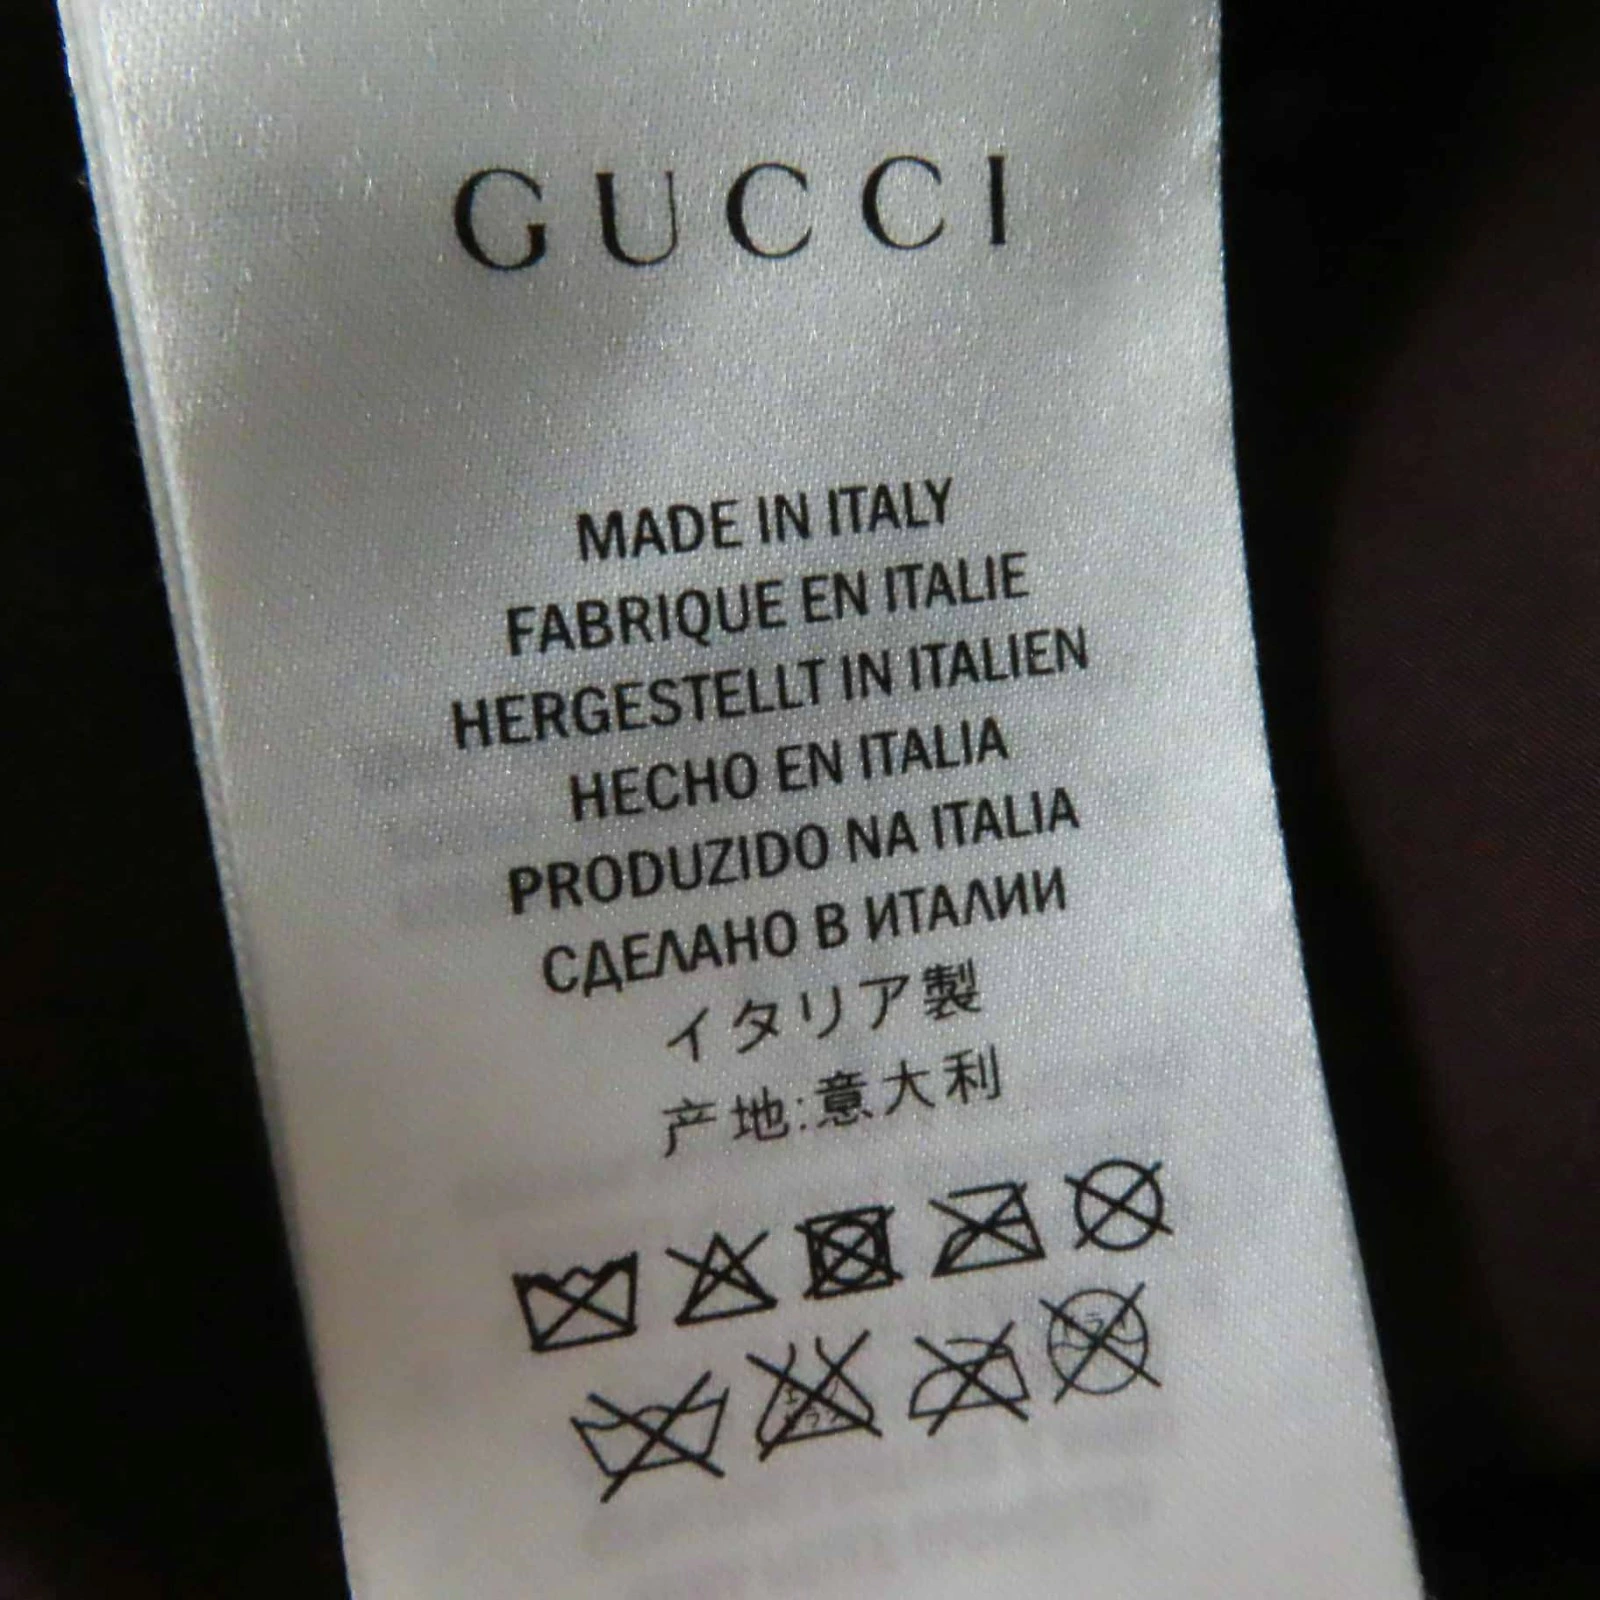 GUCCI
MADE IN ITALY
FABRIQUE EN ITALIE
HERGESTELLT IN ITALIEN
HECHO EN ITALIA
PRODUZIDO NA ITALIA
СДЕЛАНО В ИТАЛИИ
イタリア製
产地:意大利